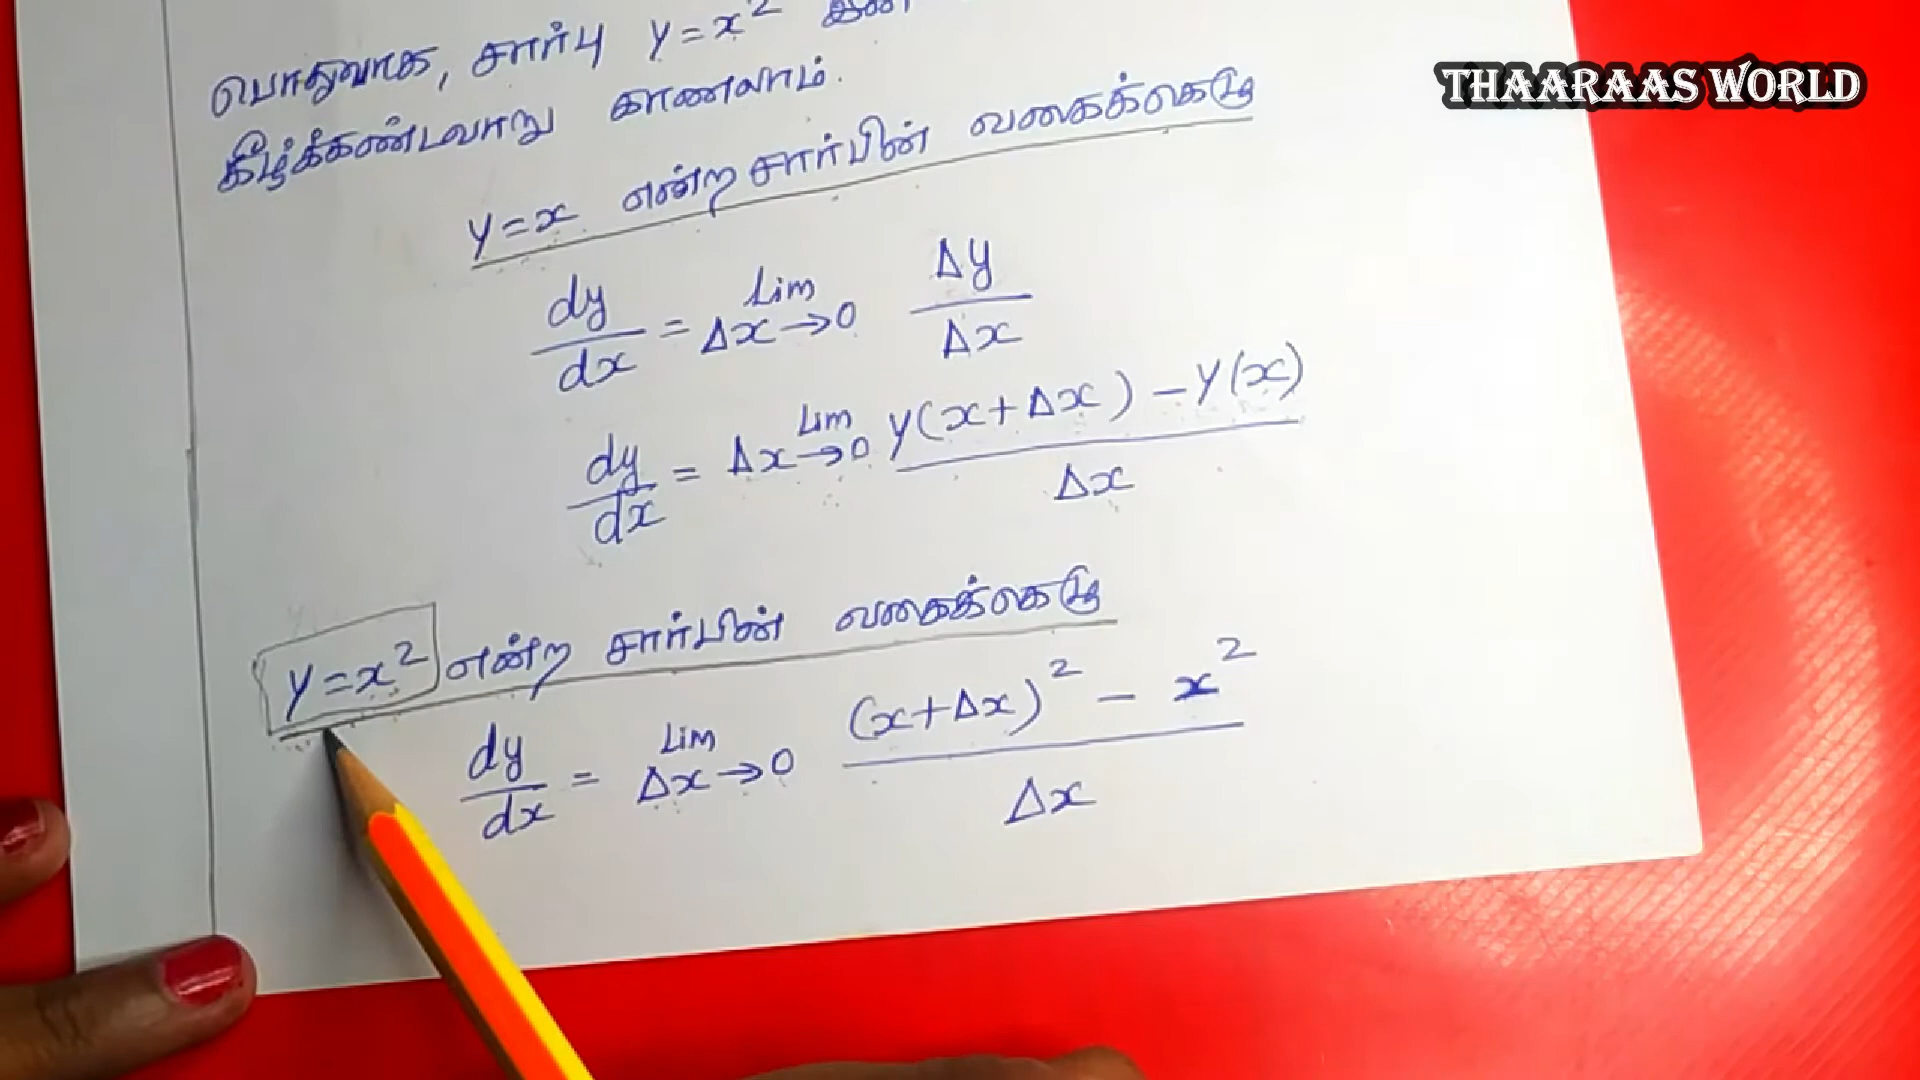 பொதுவாக, சார்பு y = x² இன்
THAARAAS WORLD
கீழ்க்கண்டவாறு காணலாம்.
y = x என்ற சார்பின் வகைக்கெழு
dy/dx = Lim Δx→0 Δy/Δx
dy/dx = Lim Δx→0 y(x+Δx) – y(x)/Δx
y = x² என்ற சார்பின் வகைக்கெழு
dy/dx = Lim Δx→0 (x+Δx)² – x²/Δx